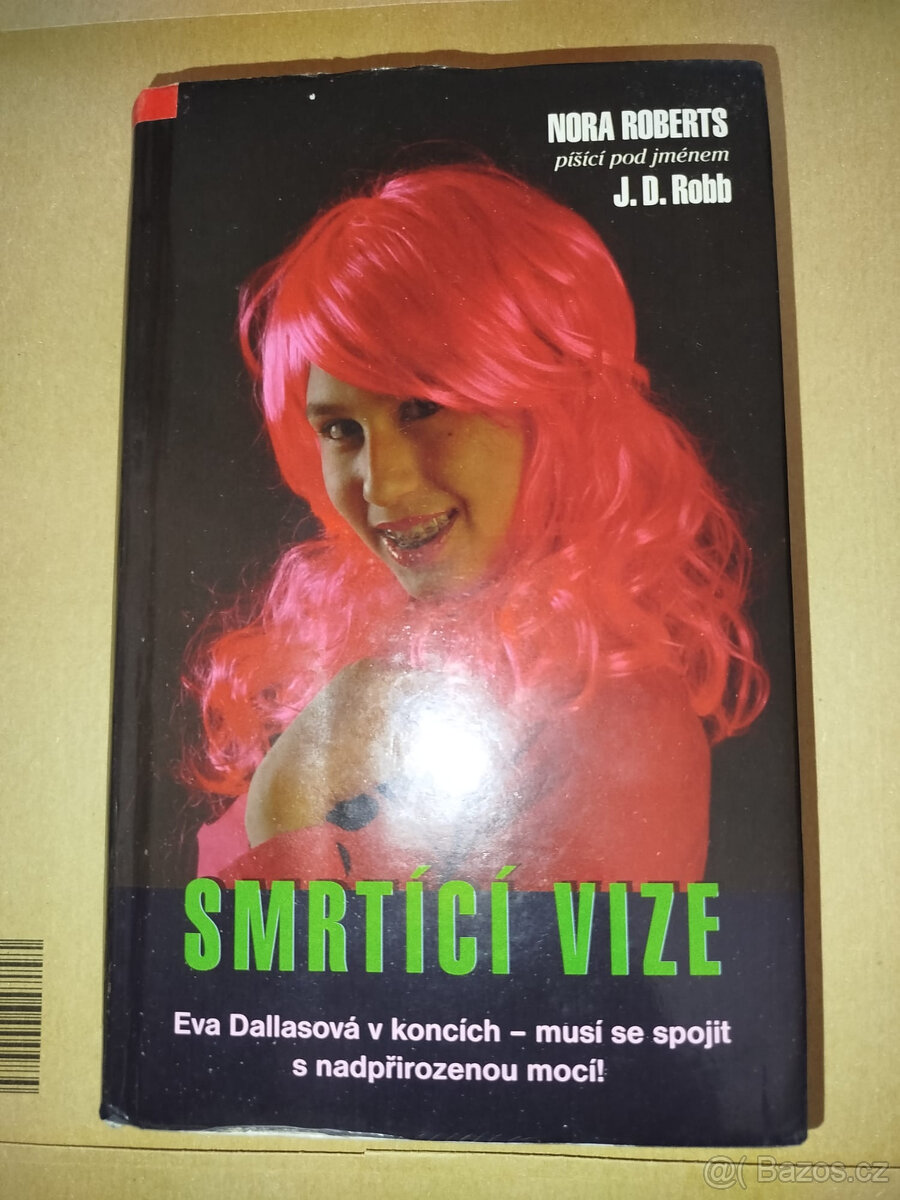 NORA ROBERTS
píšící pod jménem
J. D. Robb
SMRTÍCÍ VIZE
Eva Dallasová v koncích – musí se spojit
s nadpřirozenou mocí!
@( Bazos.cz